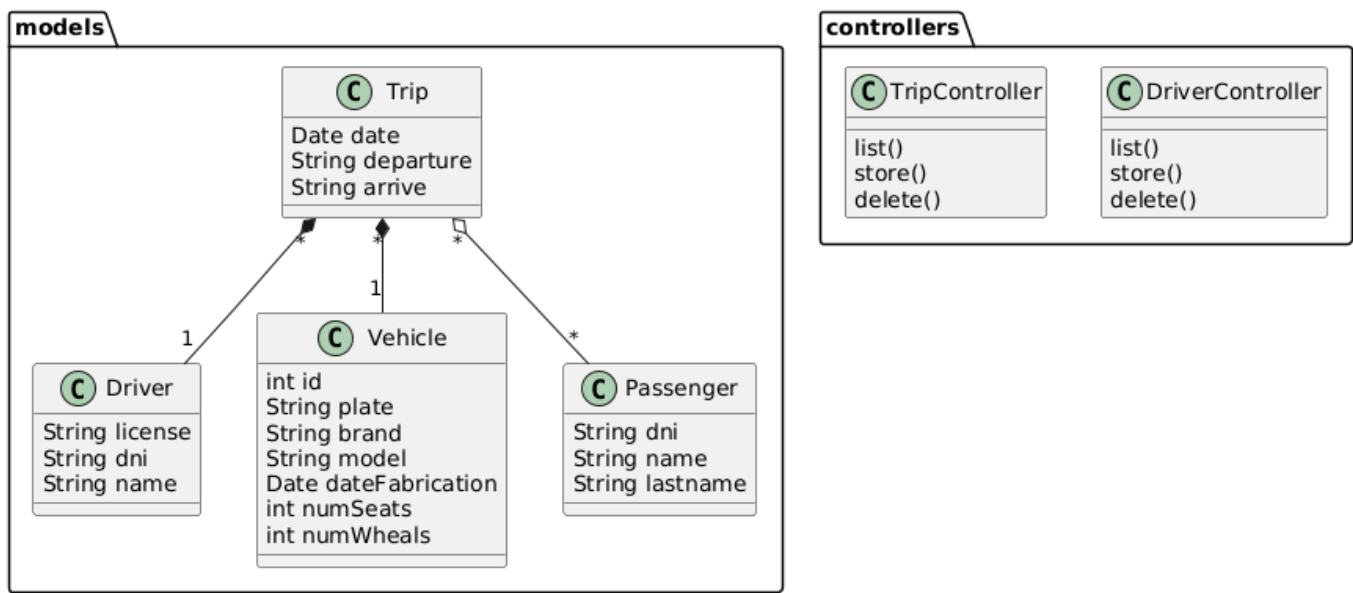 models
C Trip
Date date
String departure
String arrive
*
*
*
1
1
*
C Driver
String license
String dni
String name
C Vehicle
int id
String plate
String brand
String model
Date dateFabrication
int numSeats
int numWheals
C Passenger
String dni
String name
String lastname
controllers
C TripController
list()
store()
delete()
C DriverController
list()
store()
delete()